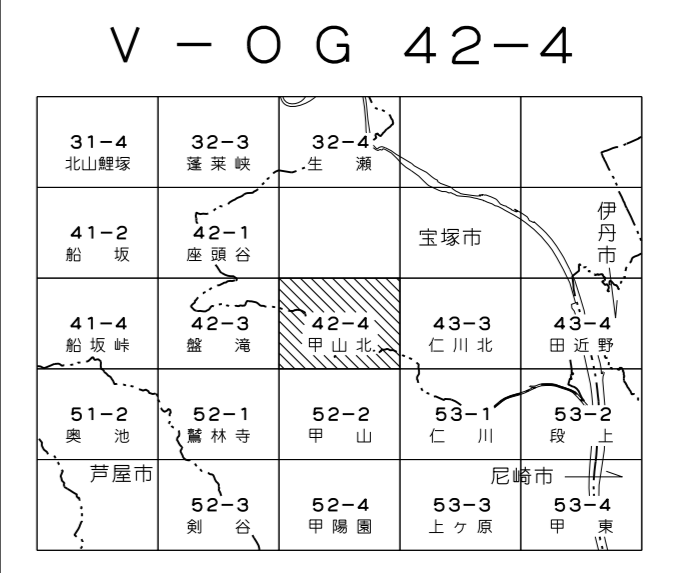 V－OG 42－4
31－4 32－3 32－4
北山鯉塚 蓬莱峡 生瀬
伊丹市
41－2 42－1 宝塚市
船坂 座頭谷
41－4 42－3 42－4 43－3 43－4
船坂峠 盤滝 甲山北 仁川北 田近野
51－2 52－1 52－2 53－1 53－2
奥池 鷲林寺 甲山 仁川 段上
芦屋市 尼崎市
52－3 52－4 53－3 53－4
剣谷 甲陽園 上ヶ原 甲東